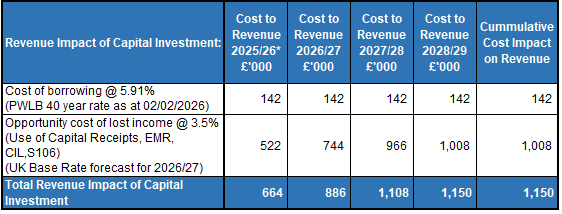 Revenue Impact of Capital Investment: Cost to Revenue 2025/26* £'000 Cost to Revenue 2026/27 £'000 Cost to Revenue 2027/28 £'000 Cost to Revenue 2028/29 £'000 Cummulative Cost Impact on Revenue
Cost of borrowing @ 5.91% 142 142 142 142 142
(PWLB 40 year rate as at 02/02/2026)
Opportunity cost of lost income @ 3.5%
(Use of Capital Receipts, EMR, 522 744 966 1,008 1,008
CIL,S106)
(UK Base Rate forecast for 2026/27)
Total Revenue Impact of Capital 664 886 1,108 1,150 1,150
Investment